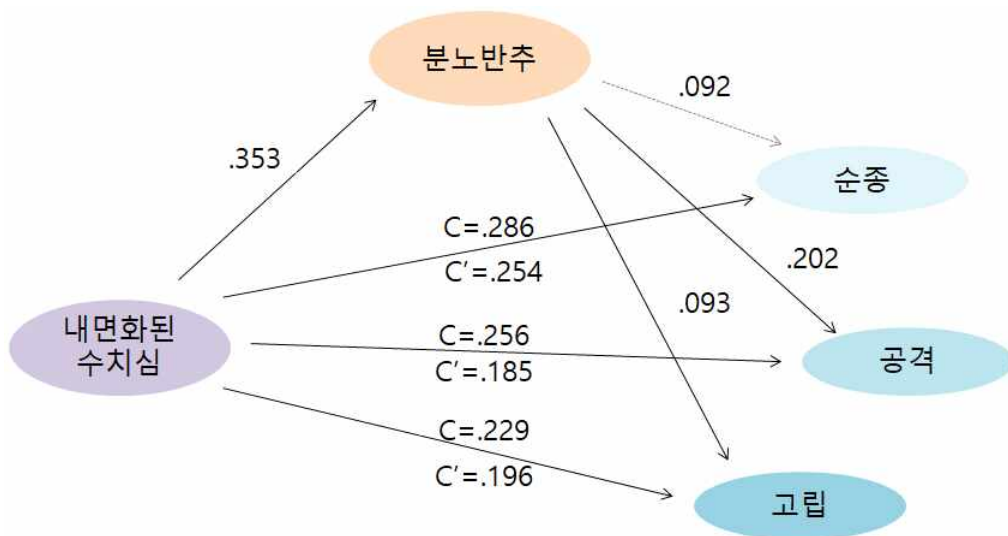 분노반추
.092
.353
순종
C=.286
C′=.254
.202
.093
내면화된
수치심
C=.256
C′=.185
공격
C=.229
C′=.196
고립